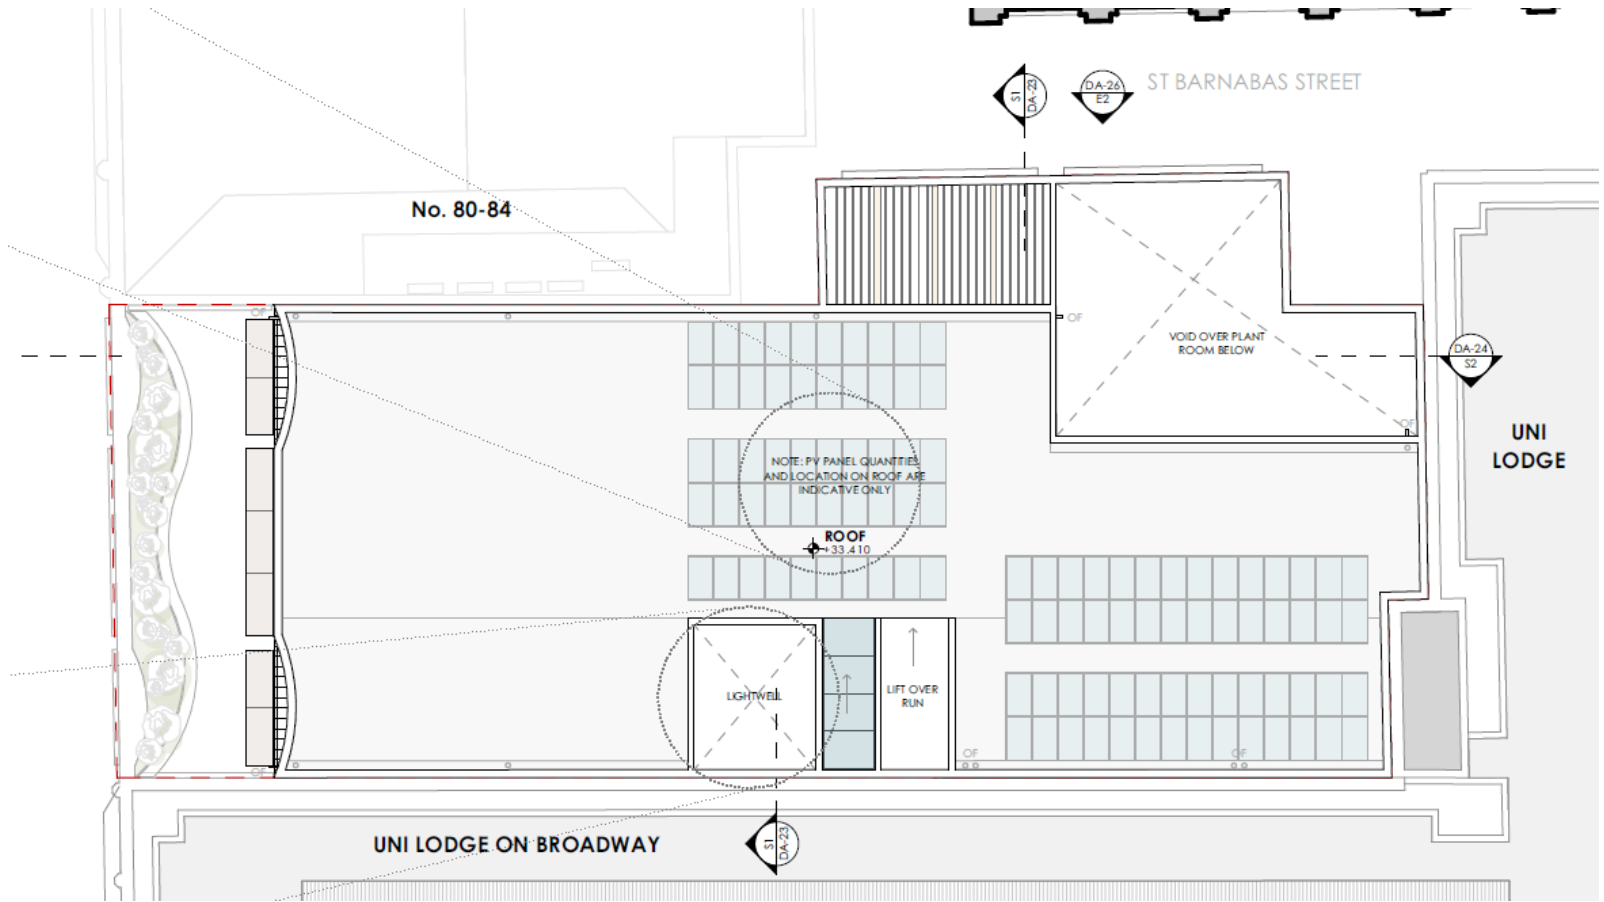 S1
DA-23
DA-26
E2
ST BARNABAS STREET
No. 80-84
OF
OF
VOID OVER PLANT
ROOM BELOW
DA-24
S2
OF
UNI
LODGE
NOTE: PV PANEL QUANTITIES
AND LOCATION ON ROOF ARE
INDICATIVE ONLY
ROOF
+33.410
LIGHTWELL
LIFT OVER
RUN
OF
OF
OF
UNI LODGE ON BROADWAY
S1
DA-23